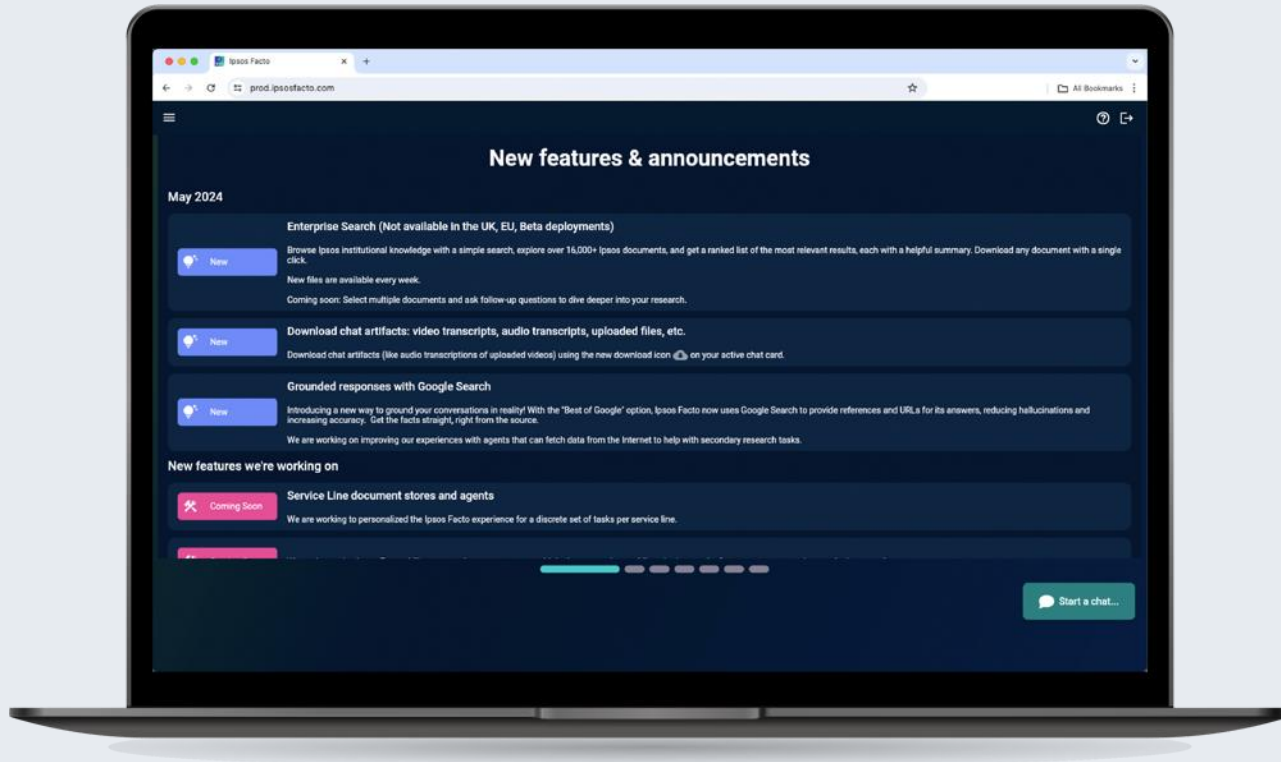 Ipsos Facto
prod.ipsosfacto.com
All Bookmarks
New features & announcements
May 2024
Enterprise Search (Not available in the UK, EU, Beta deployments)
New
Browse Ipsos institutional knowledge with a simple search, explore over 16,000+ Ipsos documents, and get a ranked list of the most relevant results, each with a helpful summary. Download any document with a single
click.
New files are available every week.
Coming soon: Select multiple documents and ask follow-up questions to dive deeper into your research.
Download chat artifacts: video transcripts, audio transcripts, uploaded files, etc.
New
Download chat artifacts (like audio transcriptions of uploaded videos) using the new download icon on your active chat card.
Grounded responses with Google Search
New
Introducing a new way to ground your conversations in reality! With the "Best of Google" option, Ipsos Facto now uses Google Search to provide references and URLs for its answers, reducing hallucinations and
increasing accuracy. Get the facts straight, right from the source.
We are working on improving our experiences with agents that can fetch data from the Internet to help with secondary research tasks.
New features we're working on
Service Line document stores and agents
Coming Soon
We are working to personalized the Ipsos Facto experience for a discrete set of tasks per service line.
Start a chat...